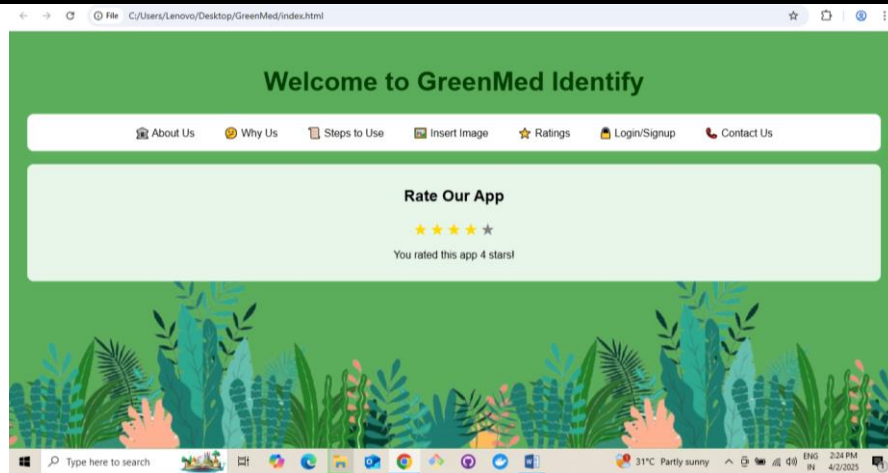 File C:/Users/Lenovo/Desktop/GreenMed/index.html
Welcome to GreenMed Identify
About Us Why Us Steps to Use Insert Image Ratings Login/Signup Contact Us
Rate Our App
You rated this app 4 stars!
Type here to search 31°C Partly sunny ENG 2:24 PM
IN 4/2/2025